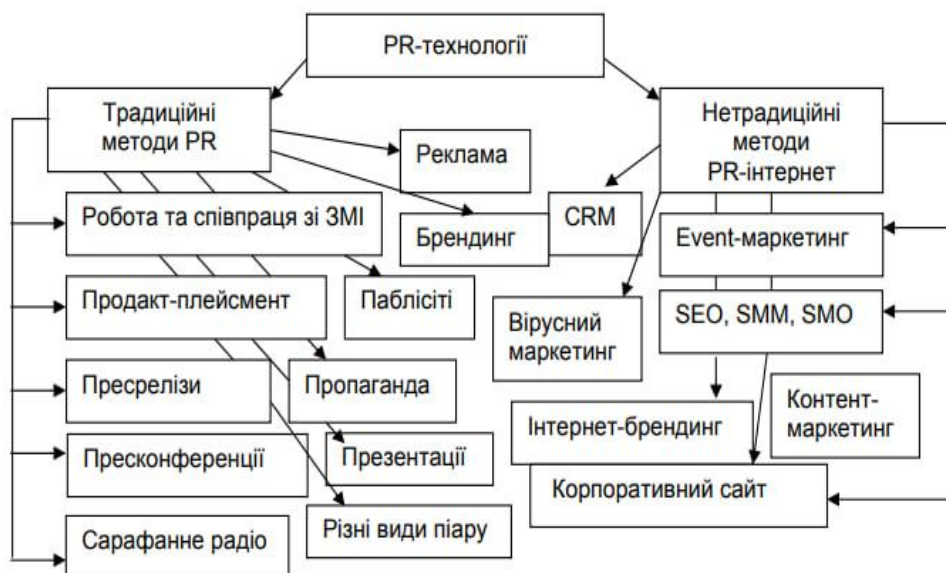 PR-технології
Традиційні
методи PR
Нетрадиційні
методи
PR-інтернет
Реклама
Робота та співпраця зі ЗМІ
Брендинг
CRM
Event-маркетинг
Продакт-плейсмент
Паблісіті
Вірусний
маркетинг
SEO, SMM, SMO
Пресрелізи
Пропаганда
Інтернет-брендинг
Контент-
маркетинг
Пресконференції
Презентації
Корпоративний сайт
Сарафанне радіо
Різні види піару